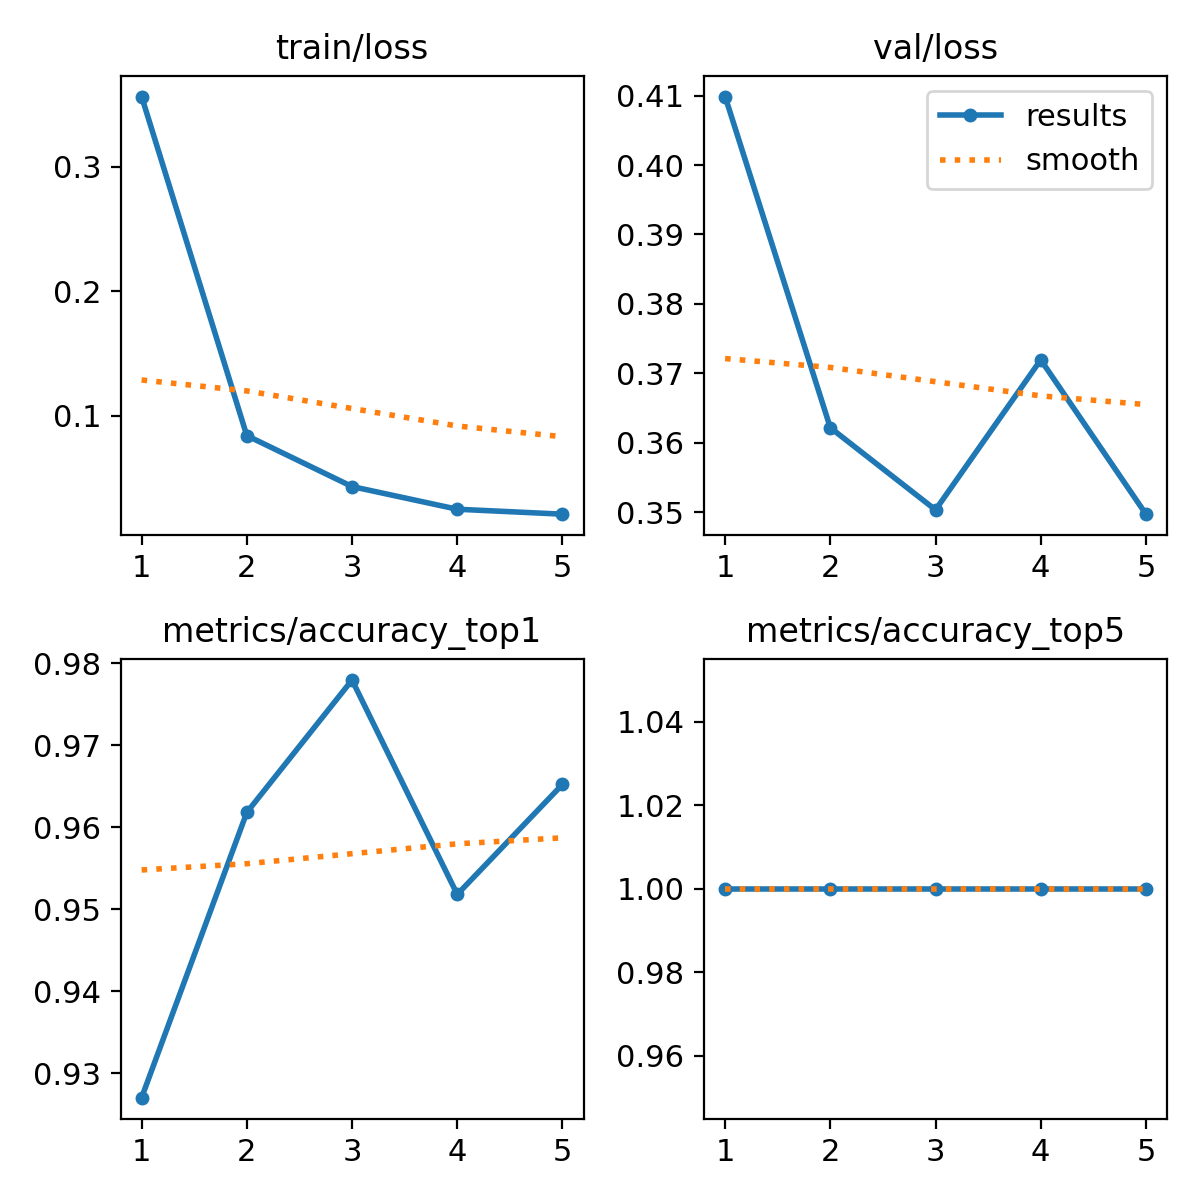 train/loss
0.3
0.2
0.1
1 2 3 4 5
val/loss
0.41
0.40
0.39
0.38
0.37
0.36
0.35
results
smooth
1 2 3 4 5
metrics/accuracy_top1
0.98
0.97
0.96
0.95
0.94
0.93
1 2 3 4 5
metrics/accuracy_top5
1.04
1.02
1.00
0.98
0.96
1 2 3 4 5